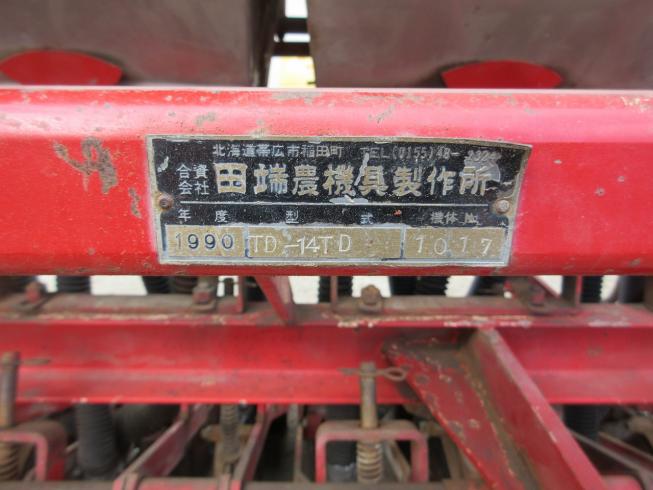 北海道帯広市稲田町 TEL(0155)48-
合資会社 田端農機具製作所
年度 型式 機体№
1990 TD-14TD 1017